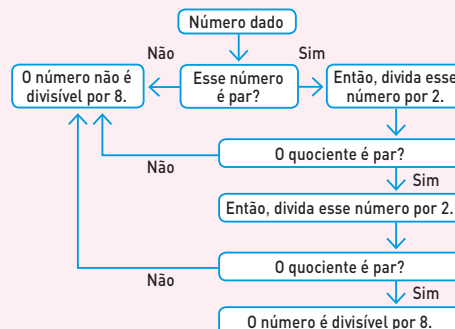 Número dado
Não
Sim
O número não é
divisível por 8.
Esse número
é par?
Então, divida esse
número por 2.
O quociente é par?
Não
Sim
Então, divida esse número por 2.
O quociente é par?
Não
Sim
O número é divisível por 8.